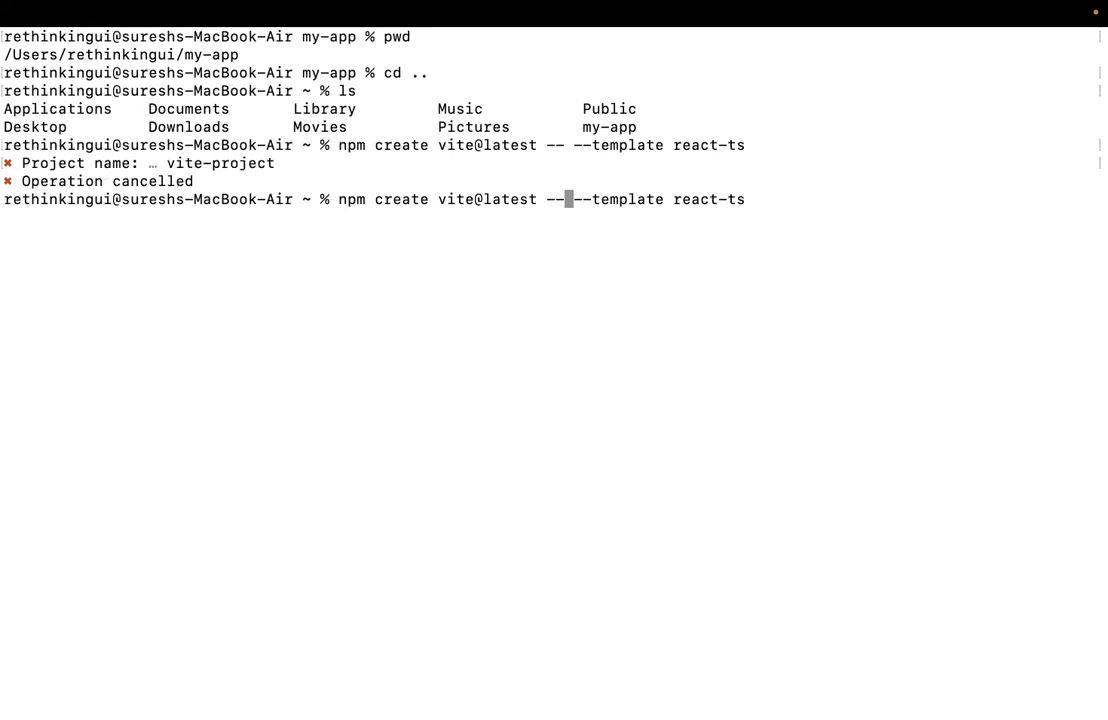 rethinkingui@sureshs-MacBook-Air my-app % pwd
/Users/rethinkingui/my-app
rethinkingui@sureshs-MacBook-Air my-app % cd ..
rethinkingui@sureshs-MacBook-Air ~ % ls
Applications Documents Library Music Public
Desktop Downloads Movies Pictures my-app
rethinkingui@sureshs-MacBook-Air ~ % npm create vite@latest -- --template react-ts
✖ Project name: … vite-project
✖ Operation cancelled
rethinkingui@sureshs-MacBook-Air ~ % npm create vite@latest -- --template react-ts